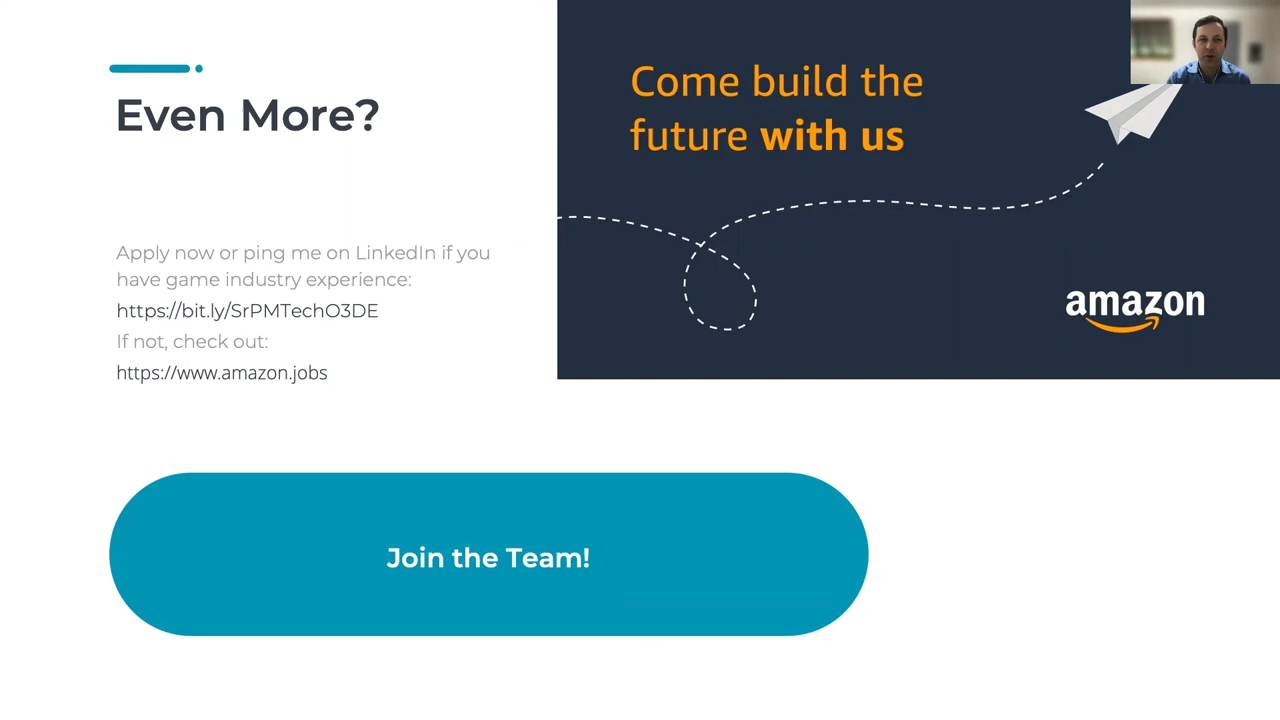 Even More?
Apply now or ping me on LinkedIn if you
have game industry experience:
https://bit.ly/SrPMTechO3DE
If not, check out:
https://www.amazon.jobs
Come build the
future with us
amazon
Join the Team!